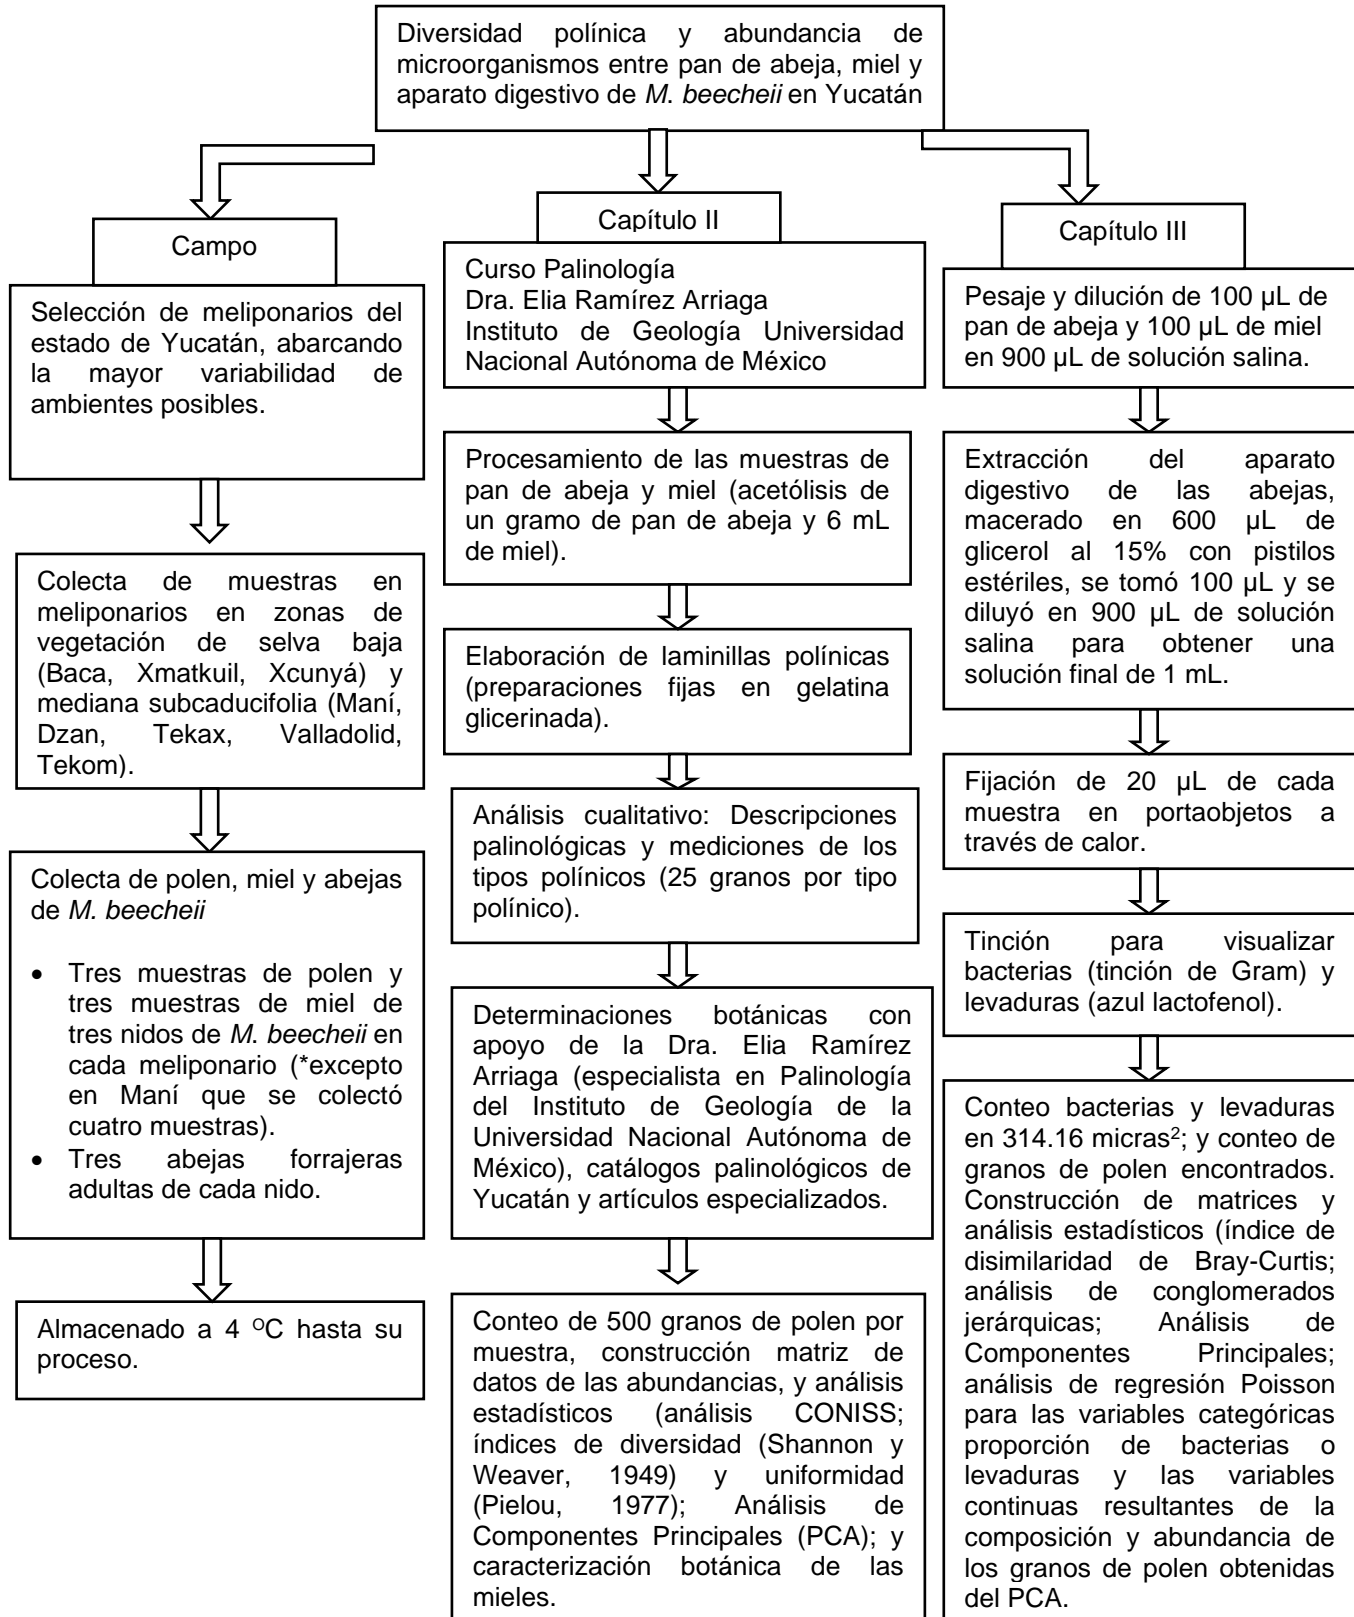 Diversidad polínica y abundancia de
microorganismos entre pan de abeja, miel y
aparato digestivo de M. beecheii en Yucatán
Campo
Selección de meliponarios del
estado de Yucatán, abarcando
la mayor variabilidad de
ambientes posibles.
Colecta de muestras en
meliponarios en zonas de
vegetación de selva baja
(Baca, Xmatkuil, Xcunyá) y
mediana subcaducifolia (Maní,
Dzan, Tekax, Valladolid,
Tekom).
Colecta de polen, miel y abejas
de M. beecheii
• Tres muestras de polen y
tres muestras de miel de
tres nidos de M. beecheii en
cada meliponario (*excepto
en Maní que se colectó
cuatro muestras).
• Tres abejas forrajeras
adultas de cada nido.
Almacenado a 4 ºC hasta su
proceso.
Capítulo II
Curso Palinología
Dra. Elia Ramírez Arriaga
Instituto de Geología Universidad
Nacional Autónoma de México
Procesamiento de las muestras de
pan de abeja y miel (acetólisis de
un gramo de pan de abeja y 6 mL
de miel).
Elaboración de laminillas polínicas
(preparaciones fijas en gelatina
glicerinada).
Análisis cualitativo: Descripciones
palinológicas y mediciones de los
tipos polínicos (25 granos por tipo
polínico).
Determinaciones botánicas con
apoyo de la Dra. Elia Ramírez
Arriaga (especialista en Palinología
del Instituto de Geología de la
Universidad Nacional Autónoma de
México), catálogos palinológicos de
Yucatán y artículos especializados.
Conteo de 500 granos de polen por
muestra, construcción matriz de
datos de las abundancias, y análisis
estadísticos (análisis CONISS;
índices de diversidad (Shannon y
Weaver, 1949) y uniformidad
(Pielou, 1977); Análisis de
Componentes Principales (PCA); y
caracterización botánica de las
mieles.
Capítulo III
Pesaje y dilución de 100 µL de
pan de abeja y 100 µL de miel
en 900 µL de solución salina.
Extracción del aparato
digestivo de las abejas,
macerado en 600 µL de
glicerol al 15% con pistilos
estériles, se tomó 100 µL y se
diluyó en 900 µL de solución
salina para obtener una
solución final de 1 mL.
Fijación de 20 µL de cada
muestra en portaobjetos a
través de calor.
Tinción para visualizar
bacterias (tinción de Gram) y
levaduras (azul lactofenol).
Conteo bacterias y levaduras
en 314.16 micras²; y conteo de
granos de polen encontrados.
Construcción de matrices y
análisis estadísticos (índice de
disimilaridad de Bray-Curtis;
análisis de conglomerados
jerárquicas; Análisis de
Componentes Principales;
análisis de regresión Poisson
para las variables categóricas
proporción de bacterias o
levaduras y las variables
continuas resultantes de la
composición y abundancia de
los granos de polen obtenidas
del PCA.